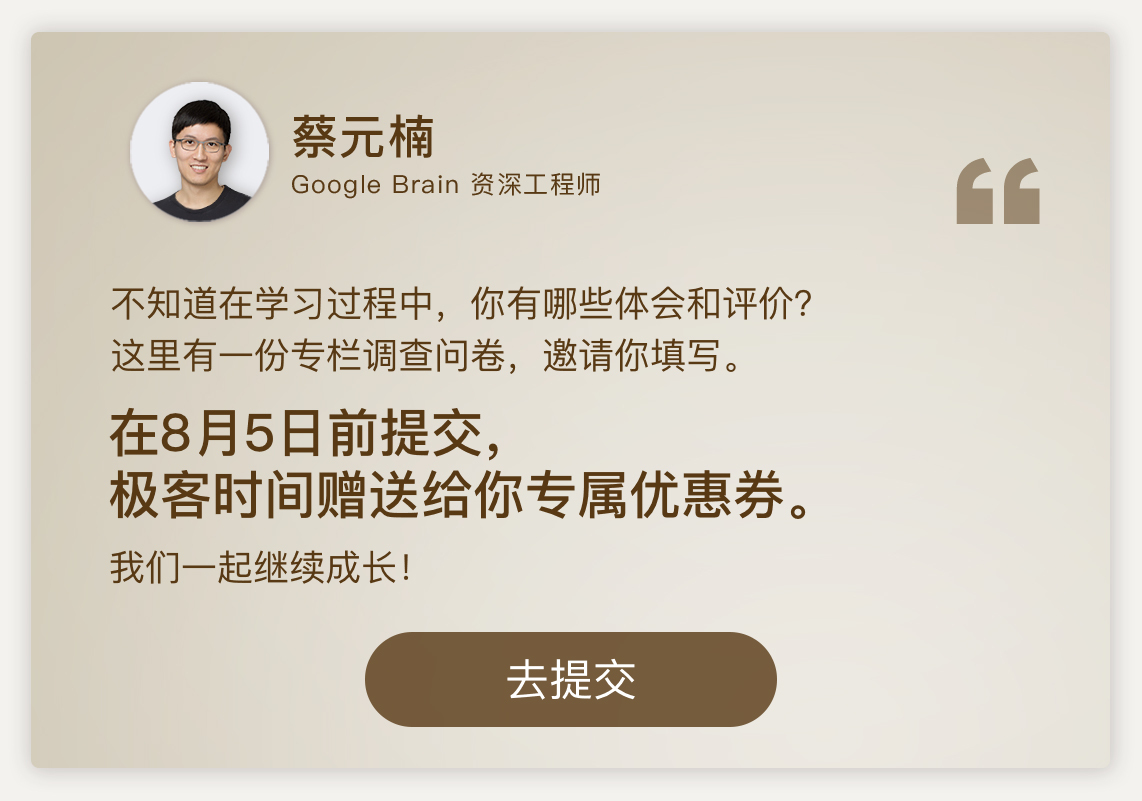 蔡元楠
Google Brain 资深工程师
不知道在学习过程中，你有哪些体会和评价？
这里有一份专栏调查问卷，邀请你填写。
在8月5日前提交，
极客时间赠送给你专属优惠券。
我们一起继续成长！
去提交